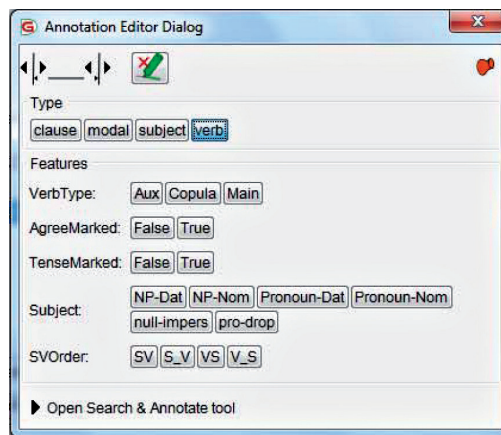 Annotation Editor Dialog
Type
clause modal subject verb
Features
VerbType: Aux Copula Main
AgreeMarked: False True
TenseMarked: False True
Subject: NP-Dat NP-Nom Pronoun-Dat Pronoun-Nom
null-impers pro-drop
SVOrder: SV S_V VS V_S
Open Search & Annotate tool